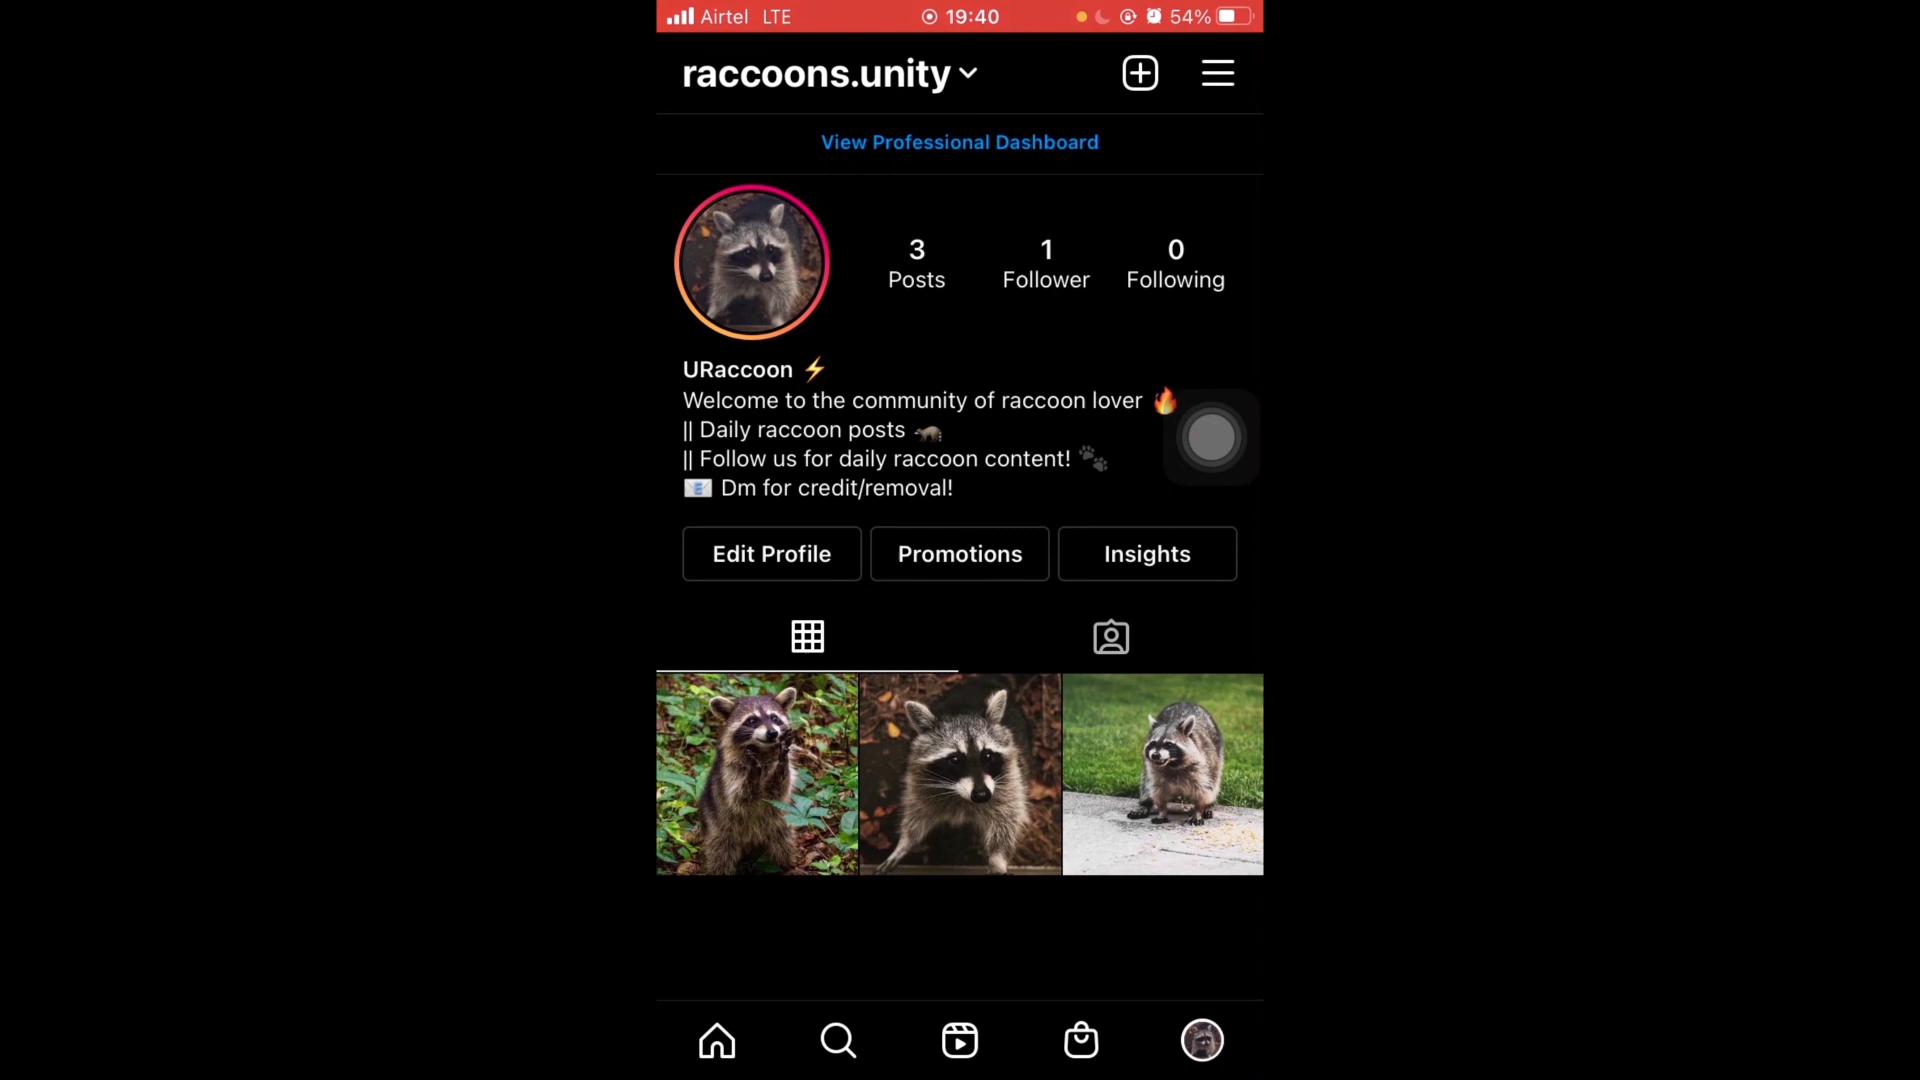 Airtel LTE 19:40 54%
raccoons.unity
View Professional Dashboard
3 1 0
Posts Follower Following
URaccoon ⚡
Welcome to the community of raccoon lover 🔥
|| Daily raccoon posts 🦝
|| Follow us for daily raccoon content! 🐾
📧 Dm for credit/removal!
Edit Profile Promotions Insights